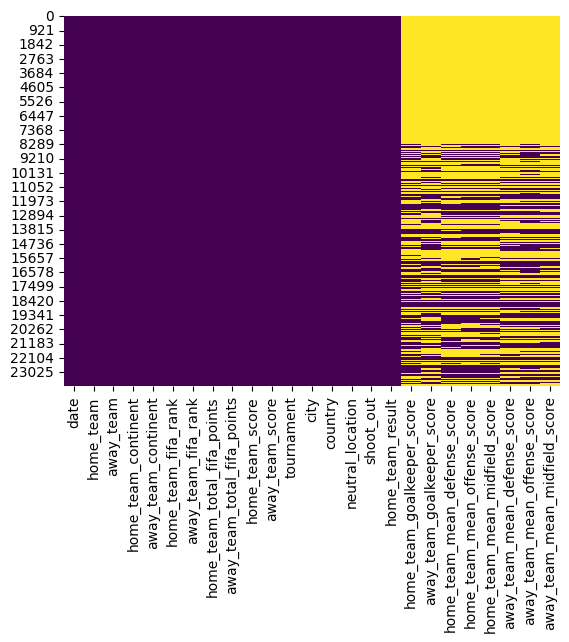 0
921
1842
2763
3684
4605
5526
6447
7368
8289
9210
10131
11052
11973
12894
13815
14736
15657
16578
17499
18420
19341
20262
21183
22104
23025
date
home_team
away_team
home_team_continent
away_team_continent
home_team_fifa_rank
away_team_fifa_rank
home_team_total_fifa_points
away_team_total_fifa_points
home_team_score
away_team_score
tournament
city
country
neutral_location
shoot_out
home_team_result
home_team_goalkeeper_score
away_team_goalkeeper_score
home_team_mean_defense_score
home_team_mean_offense_score
home_team_mean_midfield_score
away_team_mean_defense_score
away_team_mean_offense_score
away_team_mean_midfield_score